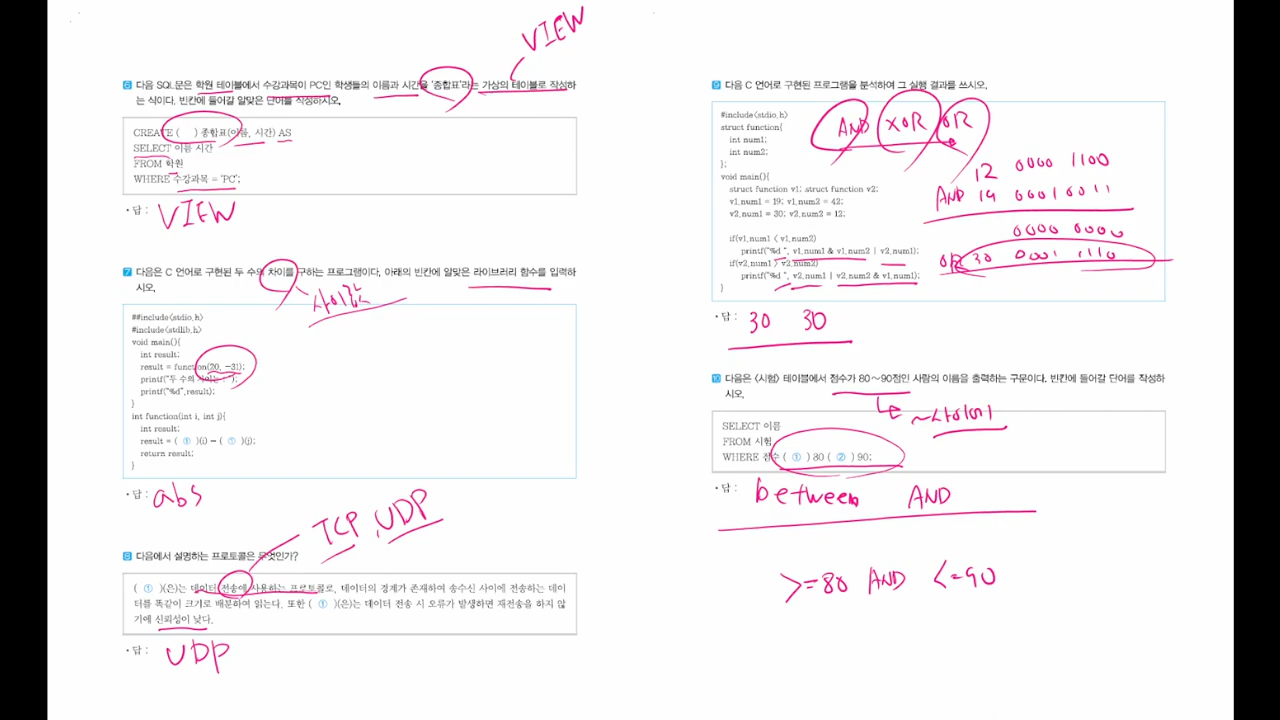 VIEW
6 다음 SQL문은 학원 테이블에서 수강과목이 PC인 학생들의 이름과 시간을 '종합표'라는 가상의 테이블로 작성하
는 식이다. 빈칸에 들어갈 알맞은 단어를 작성하시오.
CREATE ( ) 종합표(이름, 시간) AS
SELECT 이름 시간
FROM 학원
WHERE 수강과목 = "PC";
• 답 : VIEW
7 다음은 C 언어로 구현된 두 수의 차이를 구하는 프로그램이다. 아래의 빈칸에 알맞은 라이브러리 함수를 입력하
시오.
사이값
##include<stdio.h>
#include<stdlib.h>
void main(){
int result;
result = function(20, -3);
printf("두 수의 차이는 : ");
printf("%d",result);
}
int function(int i, int j){
int result;
result = ( ① )(i) - ( ① )(j);
return result;
}
• 답 : abs
TCP, UDP
8 다음에서 설명하는 프로토콜은 무엇인가?
( ① )(은)는 데이터 전송에 사용하는 프로토콜로, 데이터의 경계가 존재하여 송수신 사이에 전송하는 데이
터를 똑같이 크기로 배분하여 읽는다. 또한 ( ① )(은)는 데이터 전송 시 오류가 발생하면 재전송을 하지 않
기에 신뢰성이 낮다.
• 답 : UDP
9 다음 C 언어로 구현된 프로그램을 분석하여 그 실행 결과를 쓰시오.
#include<stdio.h>
struct function{
int num1;
int num2;
};
void main(){
struct function v1; struct function v2;
v1.num1 = 19; v1.num2 = 42;
v2.num1 = 30; v2.num2 = 12;
if(v1.num1 < v1.num2)
printf("%d ", v1.num1 & v1.num2 | v2.num1);
if(v2.num1 > v2.num2)
printf("%d ", v2.num1 | v2.num2 & v1.num1);
}
AND XOR OR
12 0000 1100
AND 19 0001 0011
0000 0000
OR 30 0001 1110
• 답 : 30 30
10 다음은 <시험> 테이블에서 점수가 80~90점인 사람의 이름을 출력하는 구문이다. 빈칸에 들어갈 단어를 작성하
시오.
~사이에
SELECT 이름
FROM 시험
WHERE 점수 ( ① ) 80 ( ② ) 90;
• 답 : between AND
>=80 AND <=90